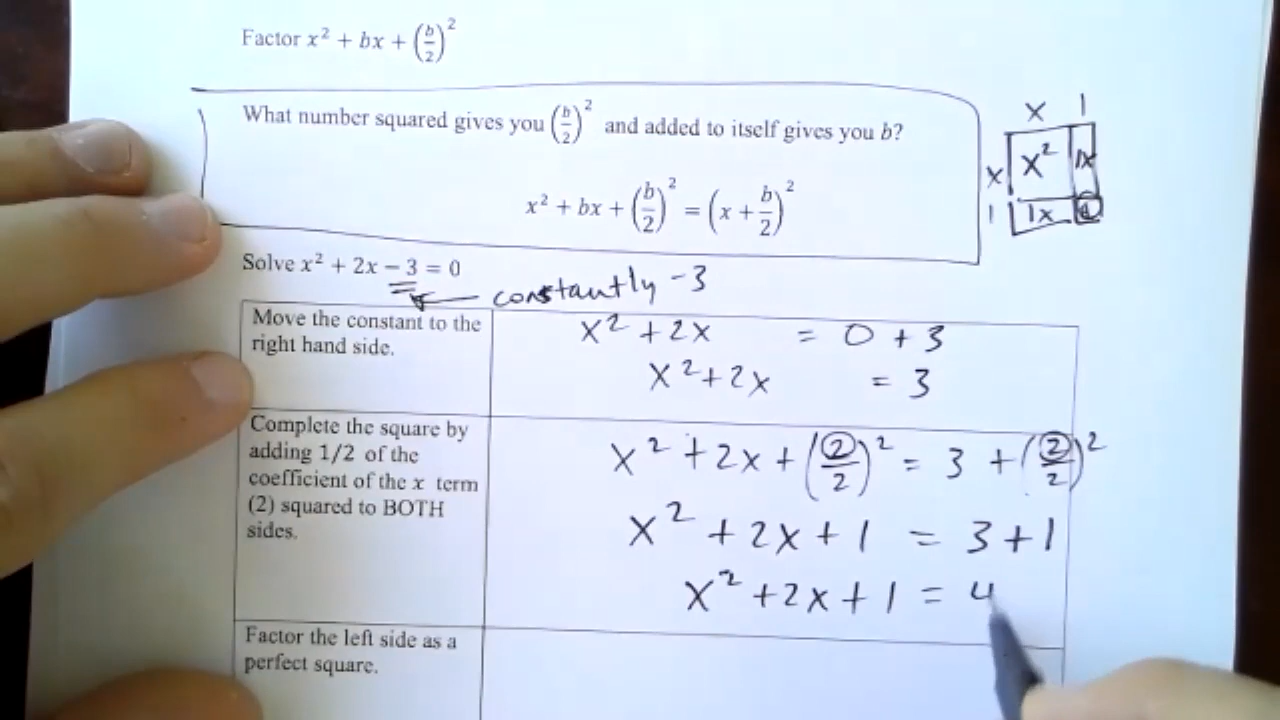 Factor x² + bx + (b/2)²
What number squared gives you (b/2)² and added to itself gives you b?
x² + bx + (b/2)² = (x + b/2)²
x 1
x x² 1x
1 1x
Solve x² + 2x − 3 = 0
constantly -3
Move the constant to the
right hand side.
x² + 2x = 0 + 3
x² + 2x = 3
Complete the square by
adding 1/2 of the
coefficient of the x term
(2) squared to BOTH
sides.
x² + 2x + (2/2)² = 3 + (2/2)²
x² + 2x + 1 = 3 + 1
x² + 2x + 1 = 4
Factor the left side as a
perfect square.